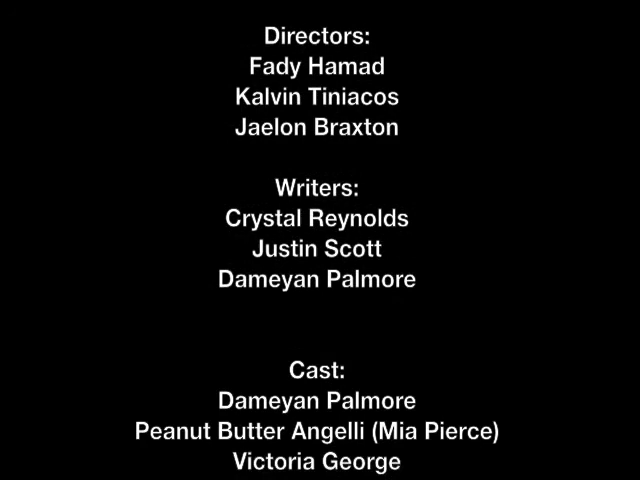 Directors:
Fady Hamad
Kalvin Tiniacos
Jaelon Braxton
Writers:
Crystal Reynolds
Justin Scott
Dameyan Palmore
Cast:
Dameyan Palmore
Peanut Butter Angelli (Mia Pierce)
Victoria George